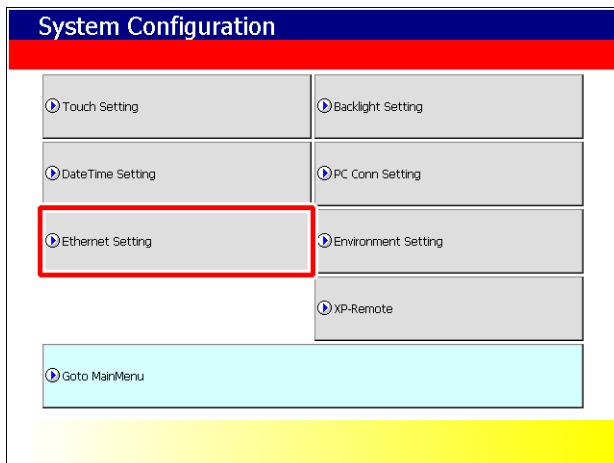 System Configuration
Touch Setting
Backlight Setting
DateTime Setting
PC Conn Setting
Ethernet Setting
Environment Setting
XP-Remote
Goto MainMenu